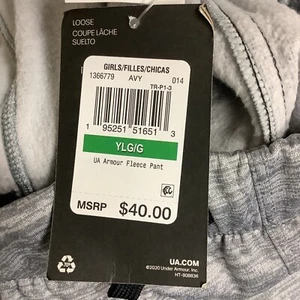 LOOSE
COUPE LÂCHE
SUELTO
GIRLS/FILLES/CHICAS
1366779 AVY 014
TR-P1-3
1 95251 51651 3
YLG/G
UA Armour Fleece Pant
MSRP $40.00
UA.COM
©2020 Under Armour, Inc.
HT-908836